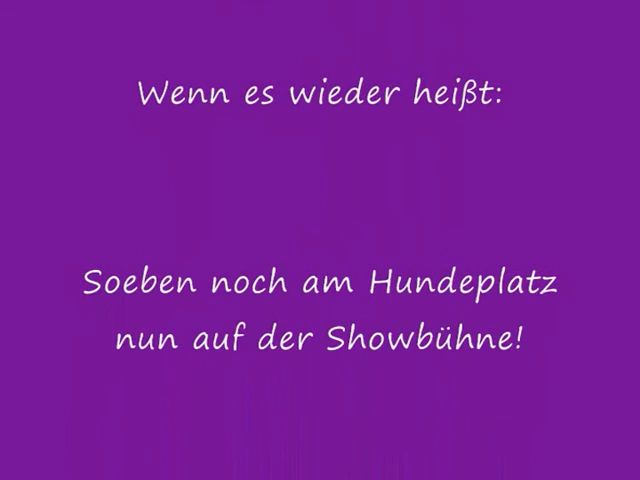 Wenn es wieder heißt:
Soeben noch am Hundeplatz
nun auf der Showbühne!